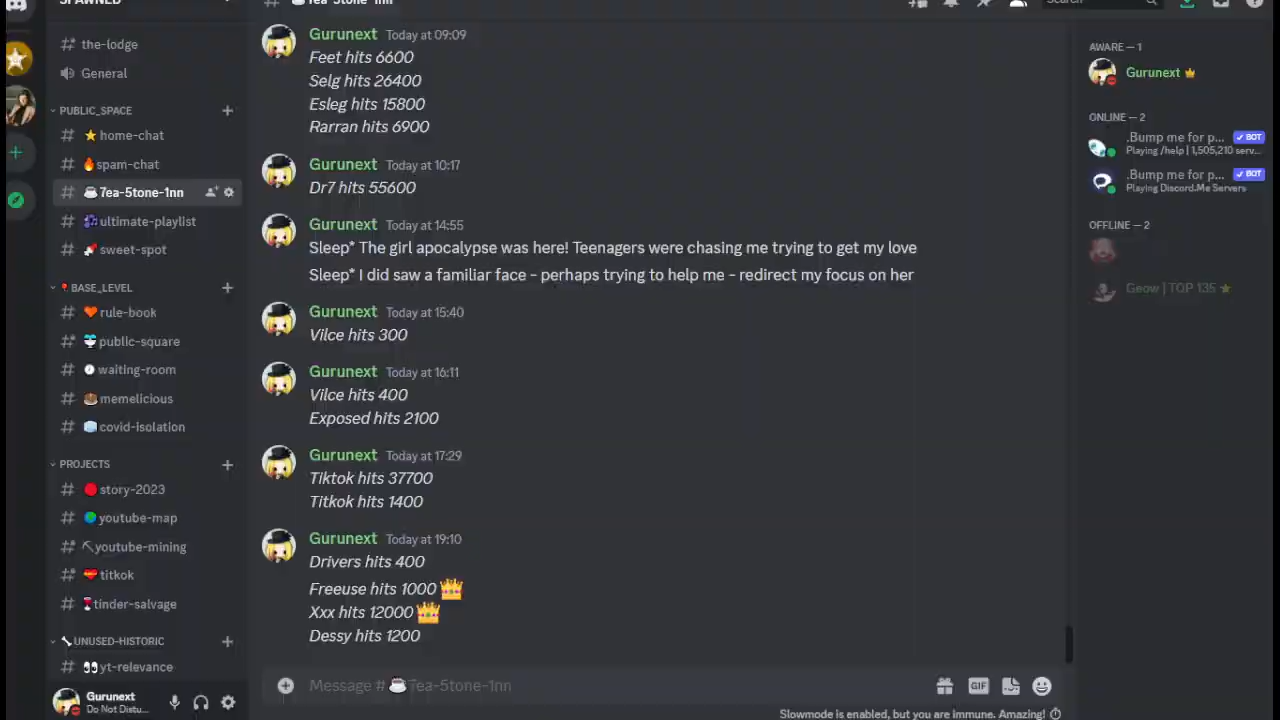 SPAWNED
the-lodge
General
PUBLIC_SPACE
home-chat
spam-chat
7ea-5tone-1nn
ultimate-playlist
sweet-spot
BASE_LEVEL
rule-book
public-square
waiting-room
memelicious
covid-isolation
PROJECTS
story-2023
youtube-map
youtube-mining
titkok
tinder-salvage
UNUSED-HISTORIC
yt-relevance
Gurunext
Do Not Distu...
7ea-5tone-1nn
Search
Gurunext Today at 09:09
Feet hits 6600
Selg hits 26400
Esleg hits 15800
Rarran hits 6900
Gurunext Today at 10:17
Dr7 hits 55600
Gurunext Today at 14:55
Sleep* The girl apocalypse was here! Teenagers were chasing me trying to get my love
Sleep* I did saw a familiar face - perhaps trying to help me - redirect my focus on her
Gurunext Today at 15:40
Vilce hits 300
Gurunext Today at 16:11
Vilce hits 400
Exposed hits 2100
Gurunext Today at 17:29
Tiktok hits 37700
Titkok hits 1400
Gurunext Today at 19:10
Drivers hits 400
Freeuse hits 1000
Xxx hits 12000
Dessy hits 1200
Message # 7ea-5tone-1nn
GIF
Slowmode is enabled, but you are immune. Amazing!
AWARE — 1
Gurunext
ONLINE — 2
.Bump me for p... BOT
Playing /help | 1,505,210 serv...
.Bump me for p... BOT
Playing Discord.Me Servers
OFFLINE — 2
Geow | TOP 135